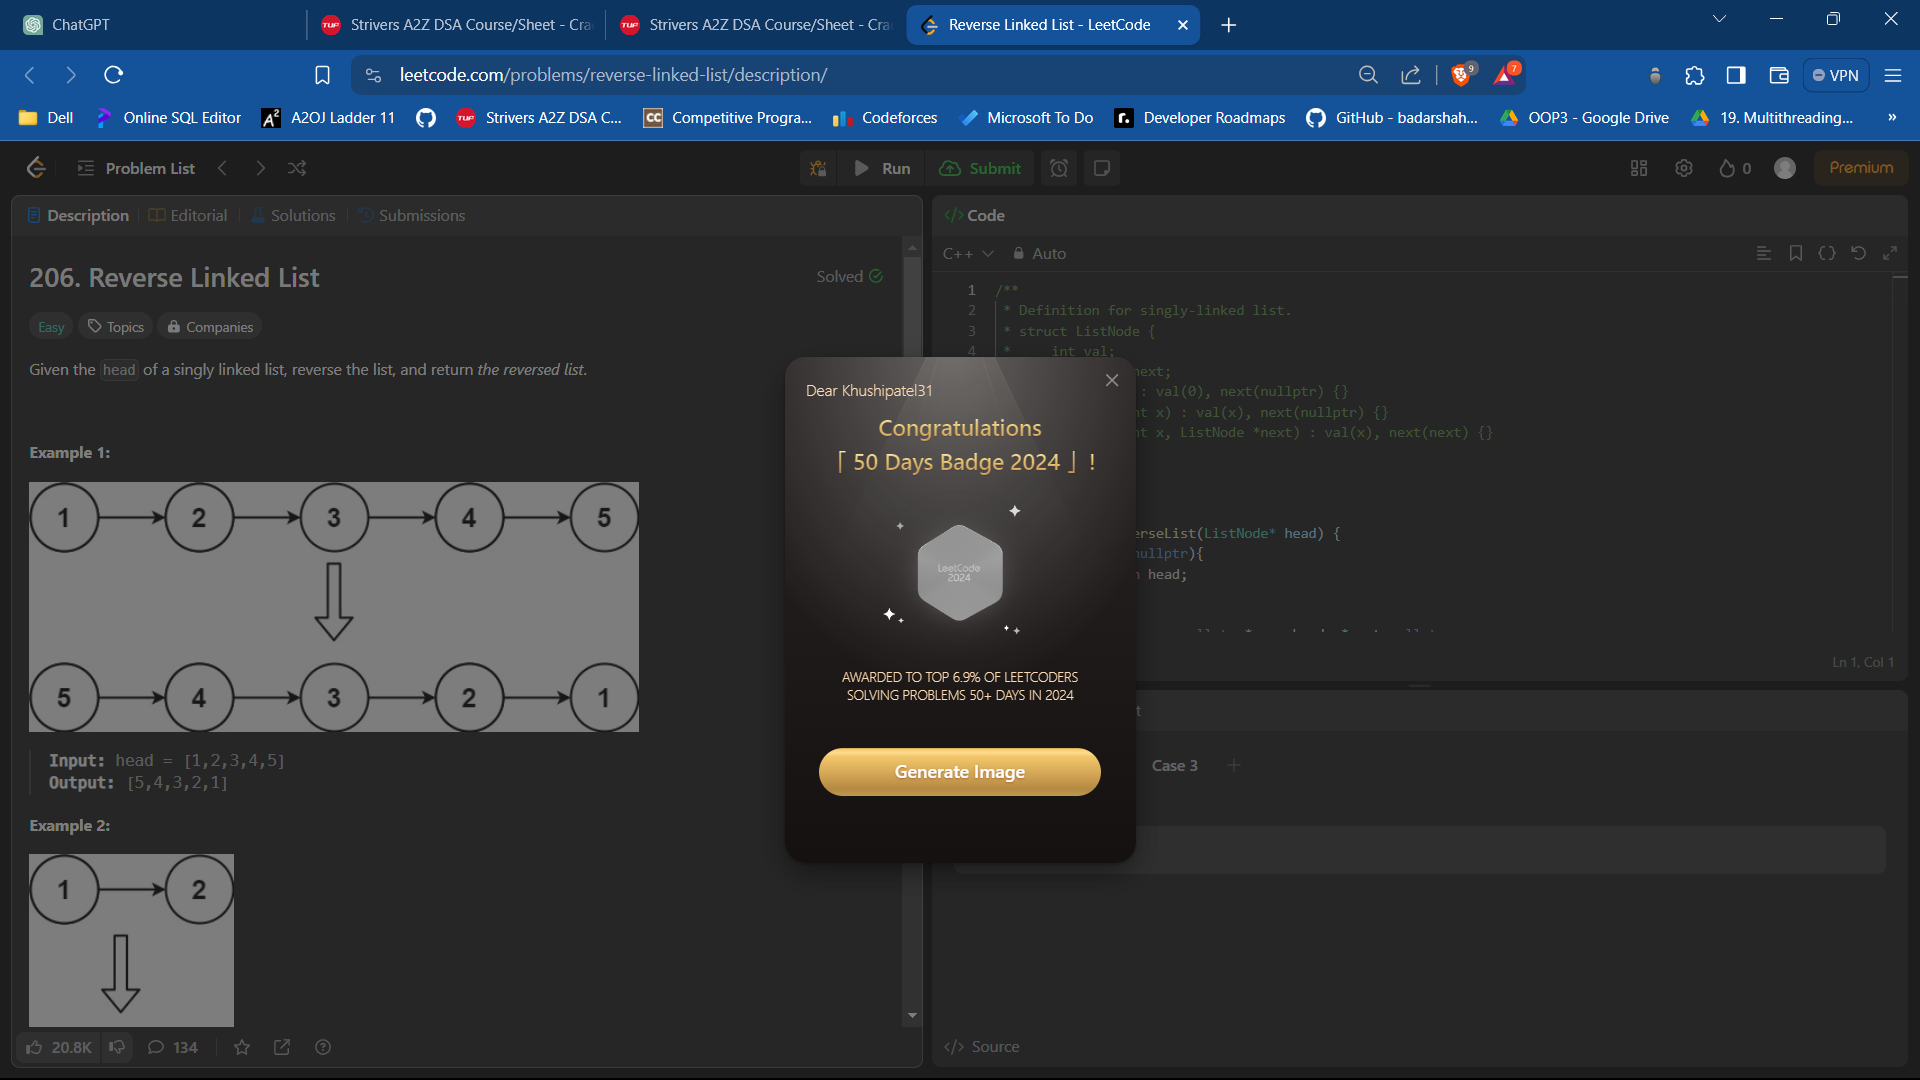 ChatGPT
Strivers A2Z DSA Course/Sheet - Cra
Strivers A2Z DSA Course/Sheet - Cra
Reverse Linked List - LeetCode
leetcode.com/problems/reverse-linked-list/description/
9
7
VPN
Dell
Online SQL Editor
A2OJ Ladder 11
Strivers A2Z DSA C...
Competitive Progra...
Codeforces
Microsoft To Do
Developer Roadmaps
GitHub - badarshah...
OOP3 - Google Drive
19. Multithreading...
»
Problem List
Run
Submit
0
Premium
Description
Editorial
Solutions
Submissions
206. Reverse Linked List
Solved
Easy
Topics
Companies
Given the head of a singly linked list, reverse the list, and return the reversed list.
Example 1:
1 2 3 4 5
5 4 3 2 1
Input: head = [1,2,3,4,5]
Output: [5,4,3,2,1]
Example 2:
1 2
20.8K
134
</> Code
C++
Auto
1 /**
2 * Definition for singly-linked list.
3 * struct ListNode {
4 * int val;
next;
: val(0), next(nullptr) {}
nt x) : val(x), next(nullptr) {}
nt x, ListNode *next) : val(x), next(next) {}
erseList(ListNode* head) {
nullptr){
n head;
Ln 1, Col 1
t
Case 3
+
</> Source
Dear Khushipatel31
Congratulations
「 50 Days Badge 2024 」 !
LeetCode
2024
AWARDED TO TOP 6.9% OF LEETCODERS
SOLVING PROBLEMS 50+ DAYS IN 2024
Generate Image